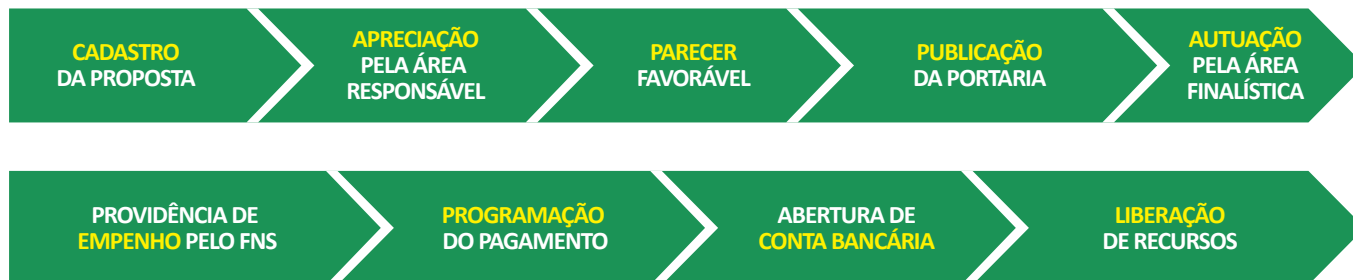 CADASTRO
DA PROPOSTA
APRECIAÇÃO
PELA ÁREA
RESPONSÁVEL
PARECER
FAVORÁVEL
PUBLICAÇÃO
DA PORTARIA
AUTUAÇÃO
PELA ÁREA
FINALÍSTICA
PROVIDÊNCIA DE
EMPENHO PELO FNS
PROGRAMAÇÃO
DO PAGAMENTO
ABERTURA DE
CONTA BANCÁRIA
LIBERAÇÃO
DE RECURSOS